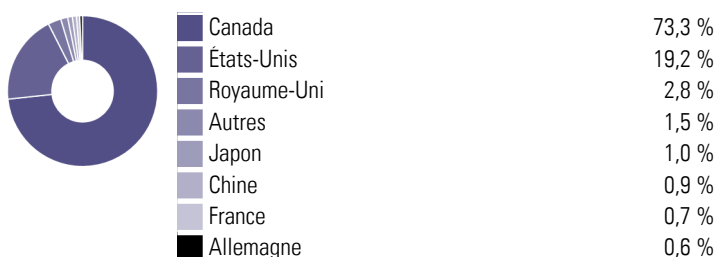 Canada 73,3 %
États-Unis 19,2 %
Royaume-Uni 2,8 %
Autres 1,5 %
Japon 1,0 %
Chine 0,9 %
France 0,7 %
Allemagne 0,6 %